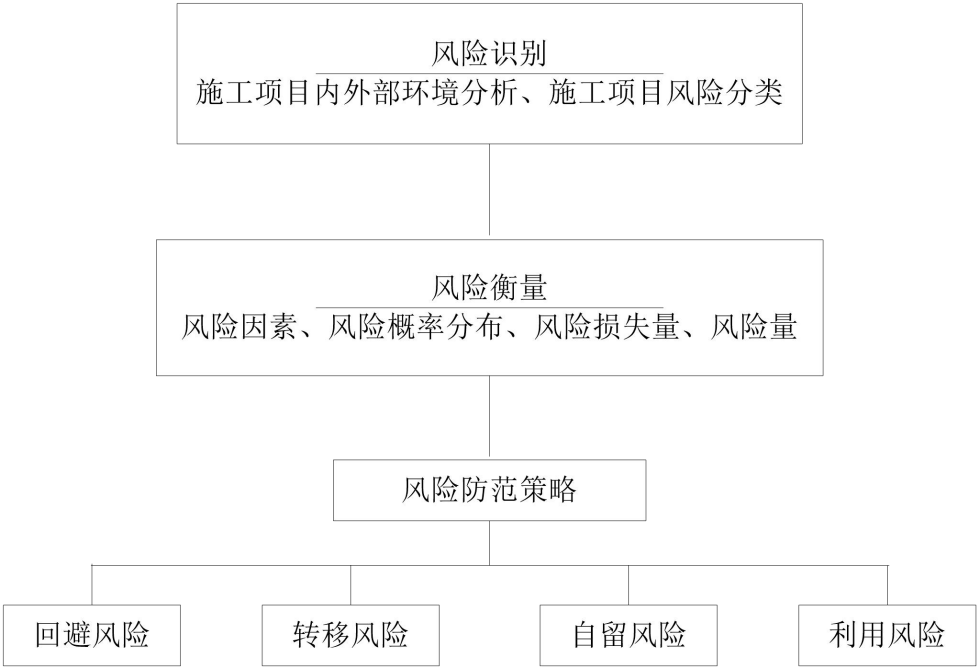 风险识别
施工项目内外部环境分析、施工项目风险分类
风险衡量
风险因素、风险概率分布、风险损失量、风险量
风险防范策略
回避风险
转移风险
自留风险
利用风险